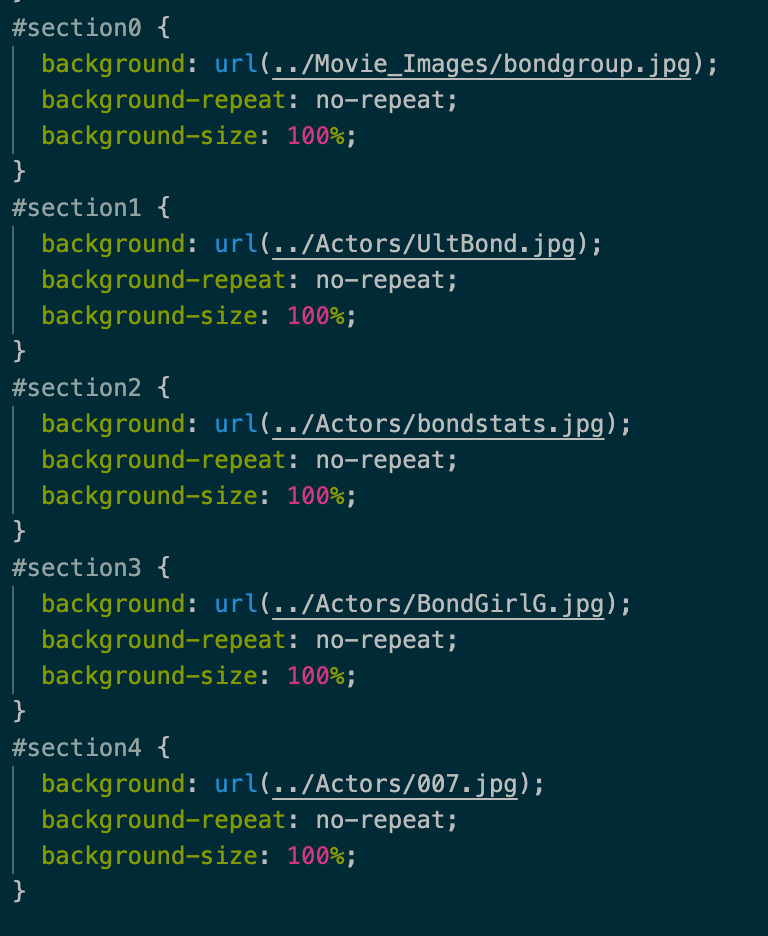 #section0 {
background: url(../Movie_Images/bondgroup.jpg);
background-repeat: no-repeat;
background-size: 100%;
}
#section1 {
background: url(../Actors/UltBond.jpg);
background-repeat: no-repeat;
background-size: 100%;
}
#section2 {
background: url(../Actors/bondstats.jpg);
background-repeat: no-repeat;
background-size: 100%;
}
#section3 {
background: url(../Actors/BondGirlG.jpg);
background-repeat: no-repeat;
background-size: 100%;
}
#section4 {
background: url(../Actors/007.jpg);
background-repeat: no-repeat;
background-size: 100%;
}